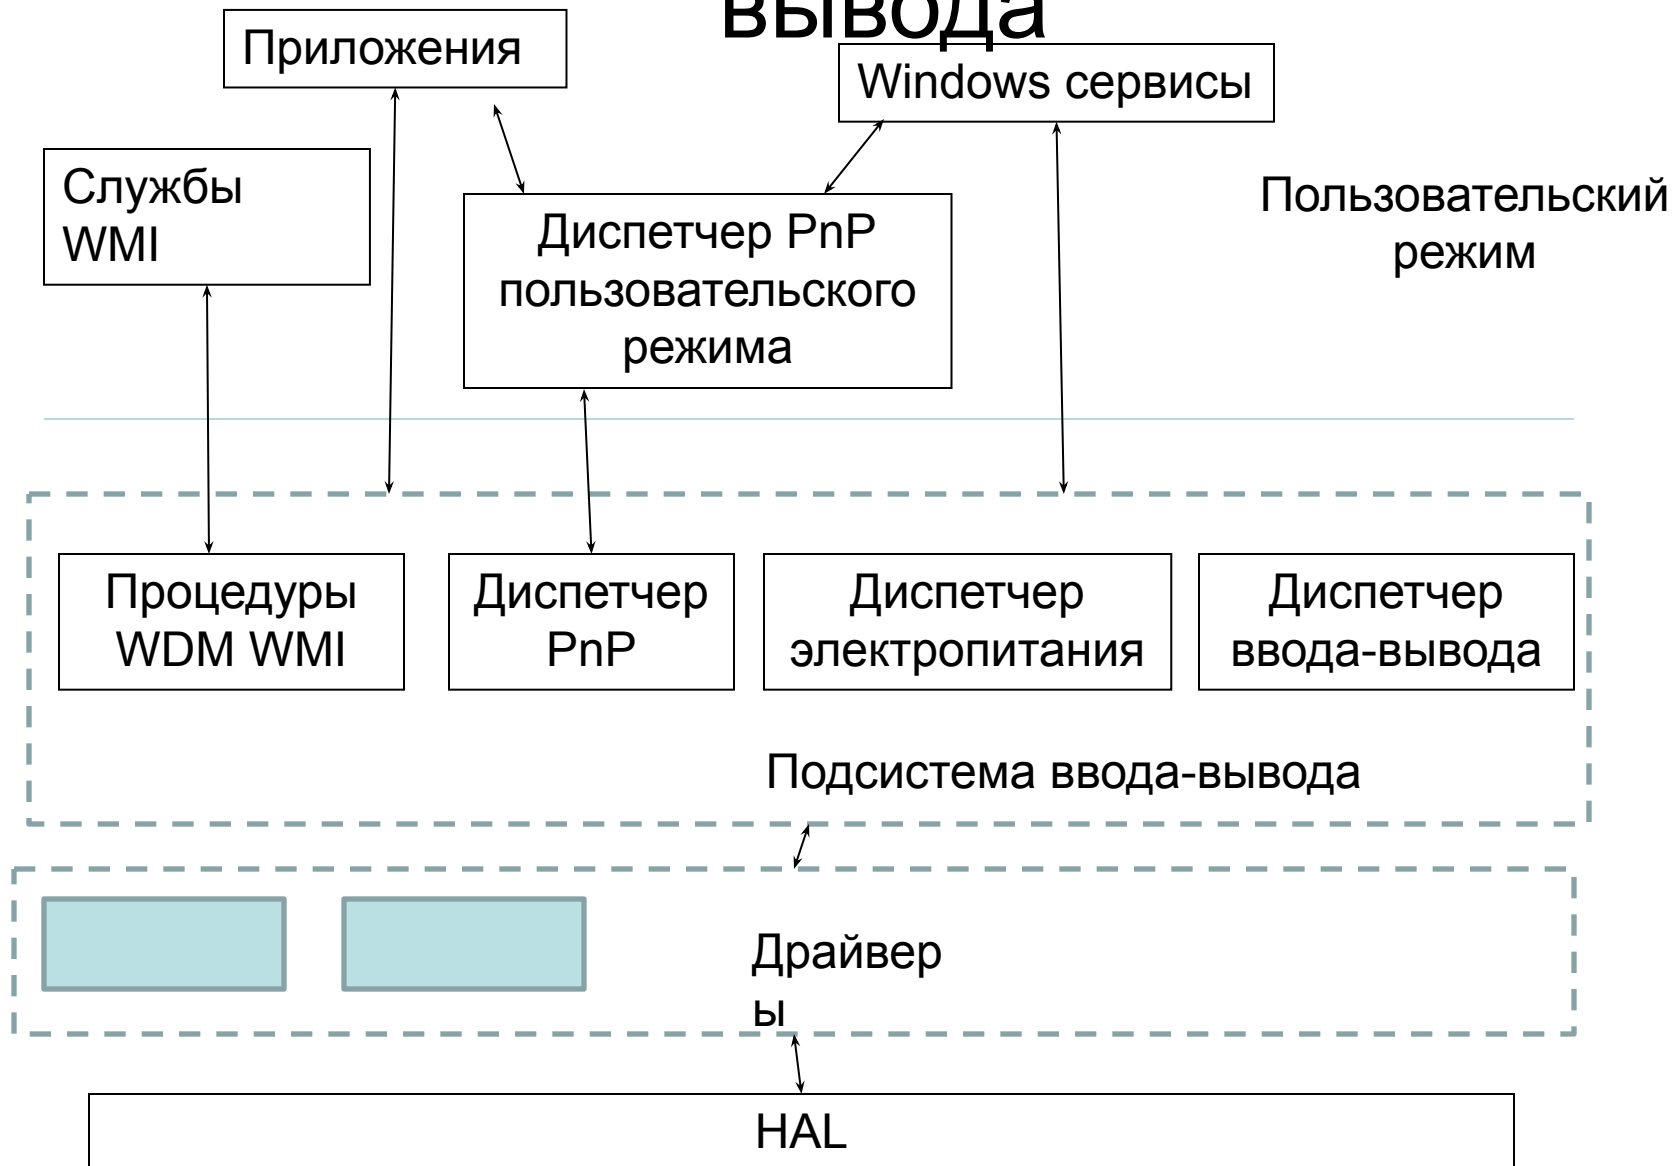 вывода
Приложения
Windows сервисы
Службы
WMI
Диспетчер PnP
пользовательского
режима
Пользовательский
режим
Процедуры
WDM WMI
Диспетчер
PnP
Диспетчер
электропитания
Диспетчер
ввода-вывода
Подсистема ввода-вывода
Драйвер
ы
HAL